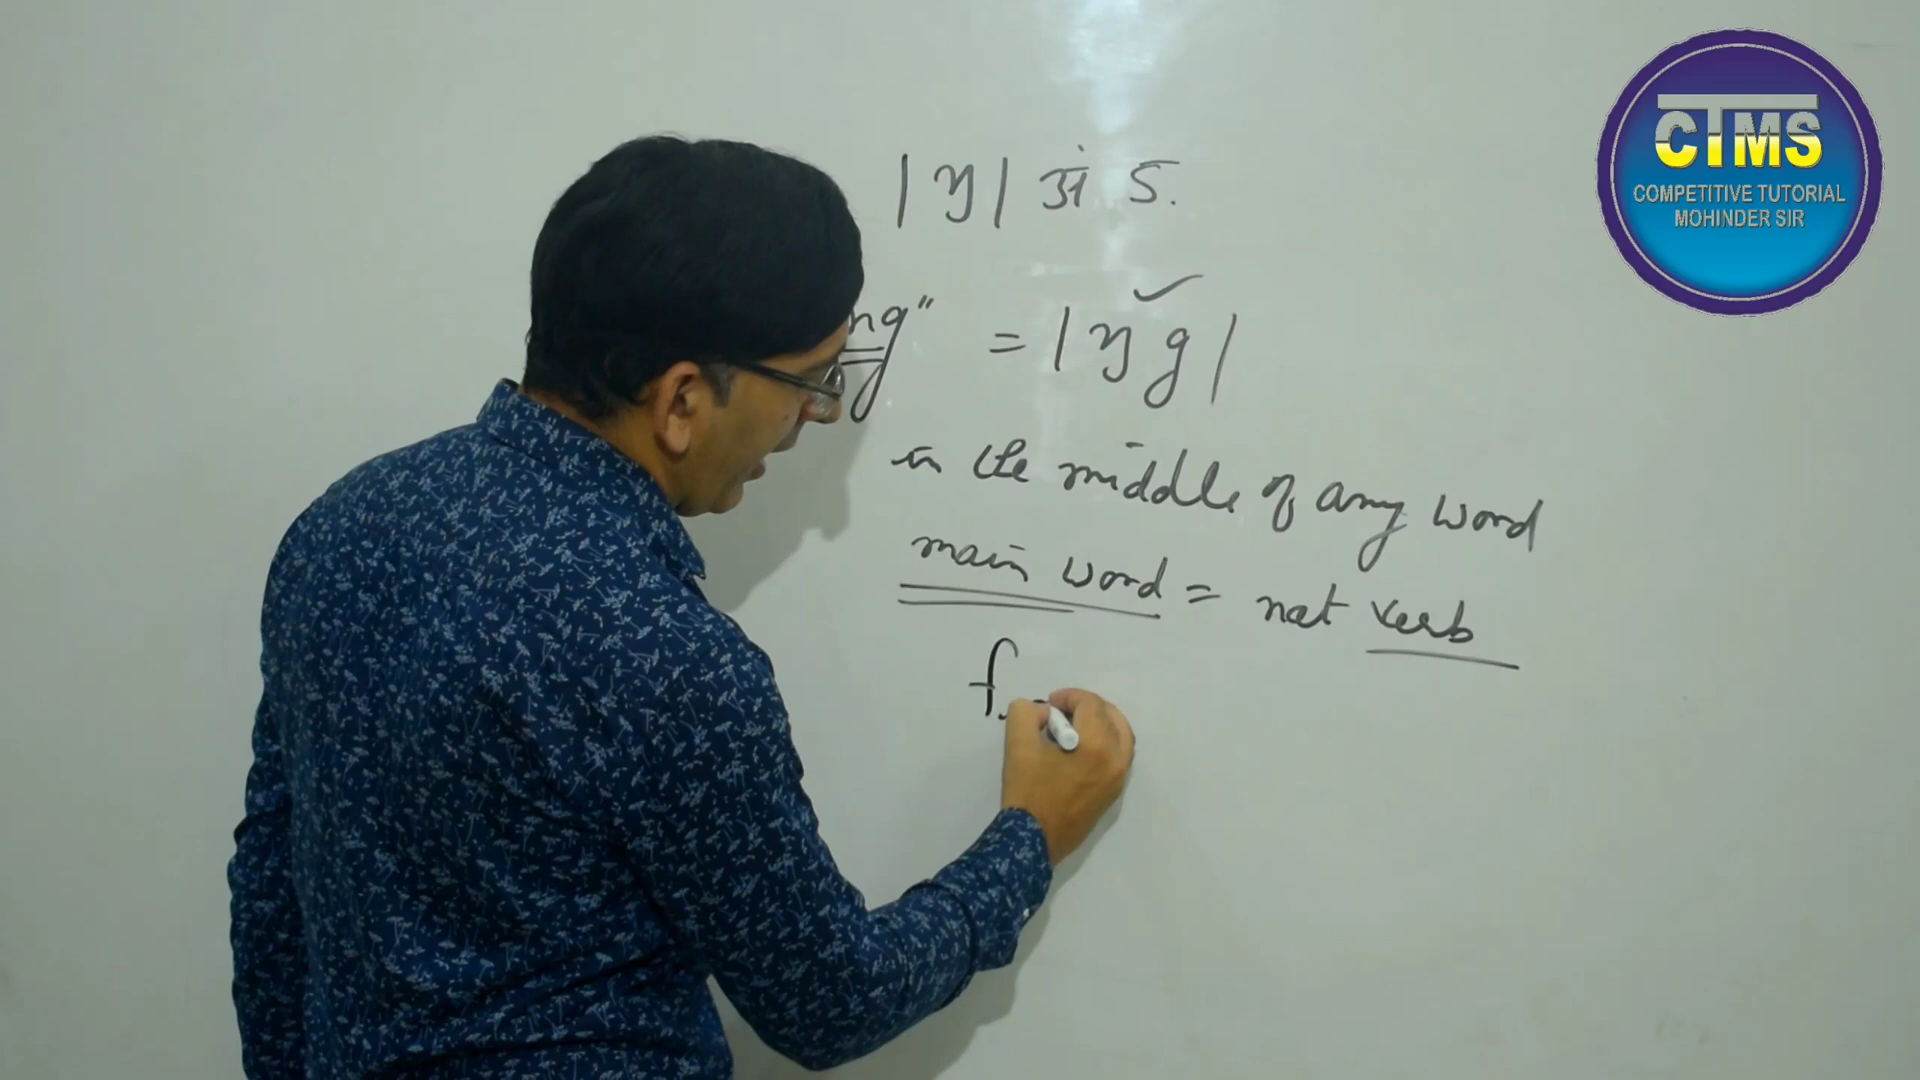 |ŋ| अं ड.
ng" = |ŋg|
in the middle of any word
main word = not verb
f
CTMS
COMPETITIVE TUTORIAL
MOHINDER SIR